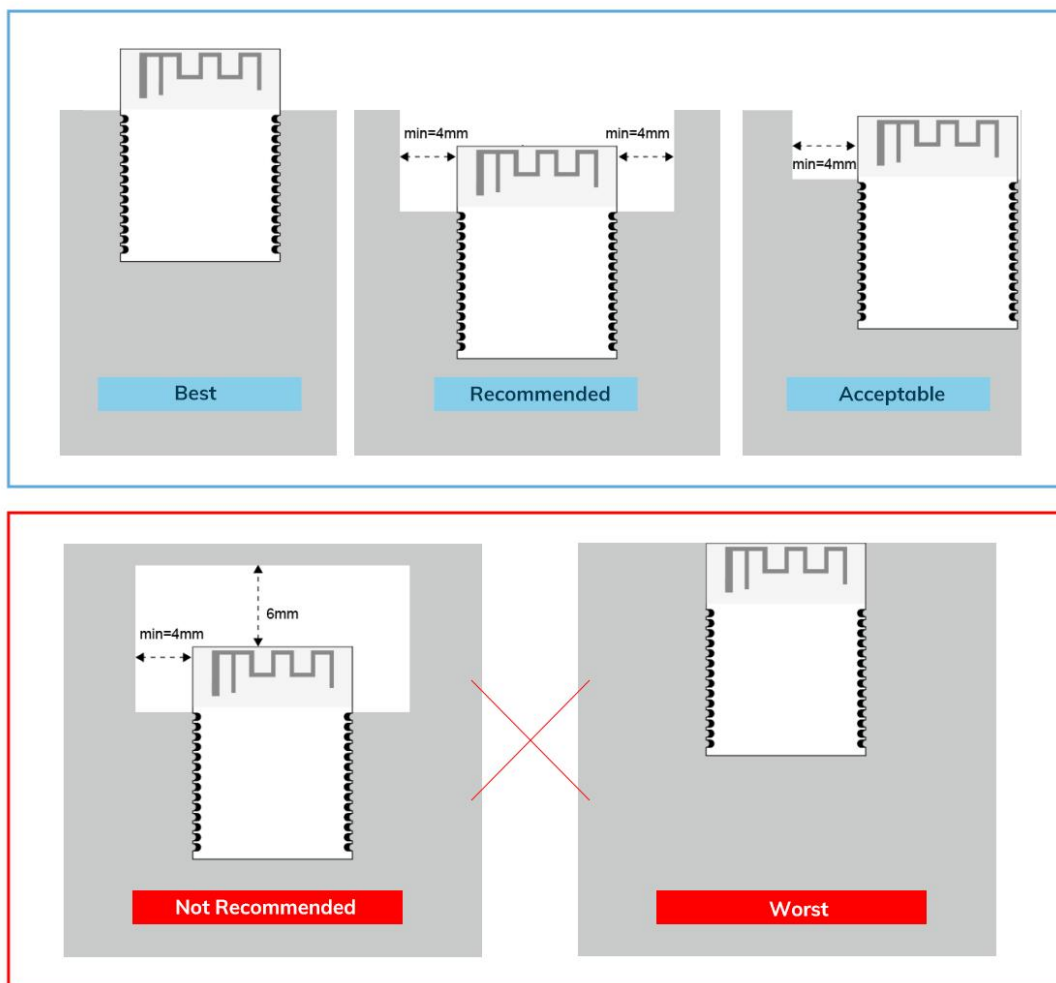 min=4mm
min=4mm
min=4mm
Best
Recommended
Acceptable
6mm
min=4mm
Not Recommended
Worst